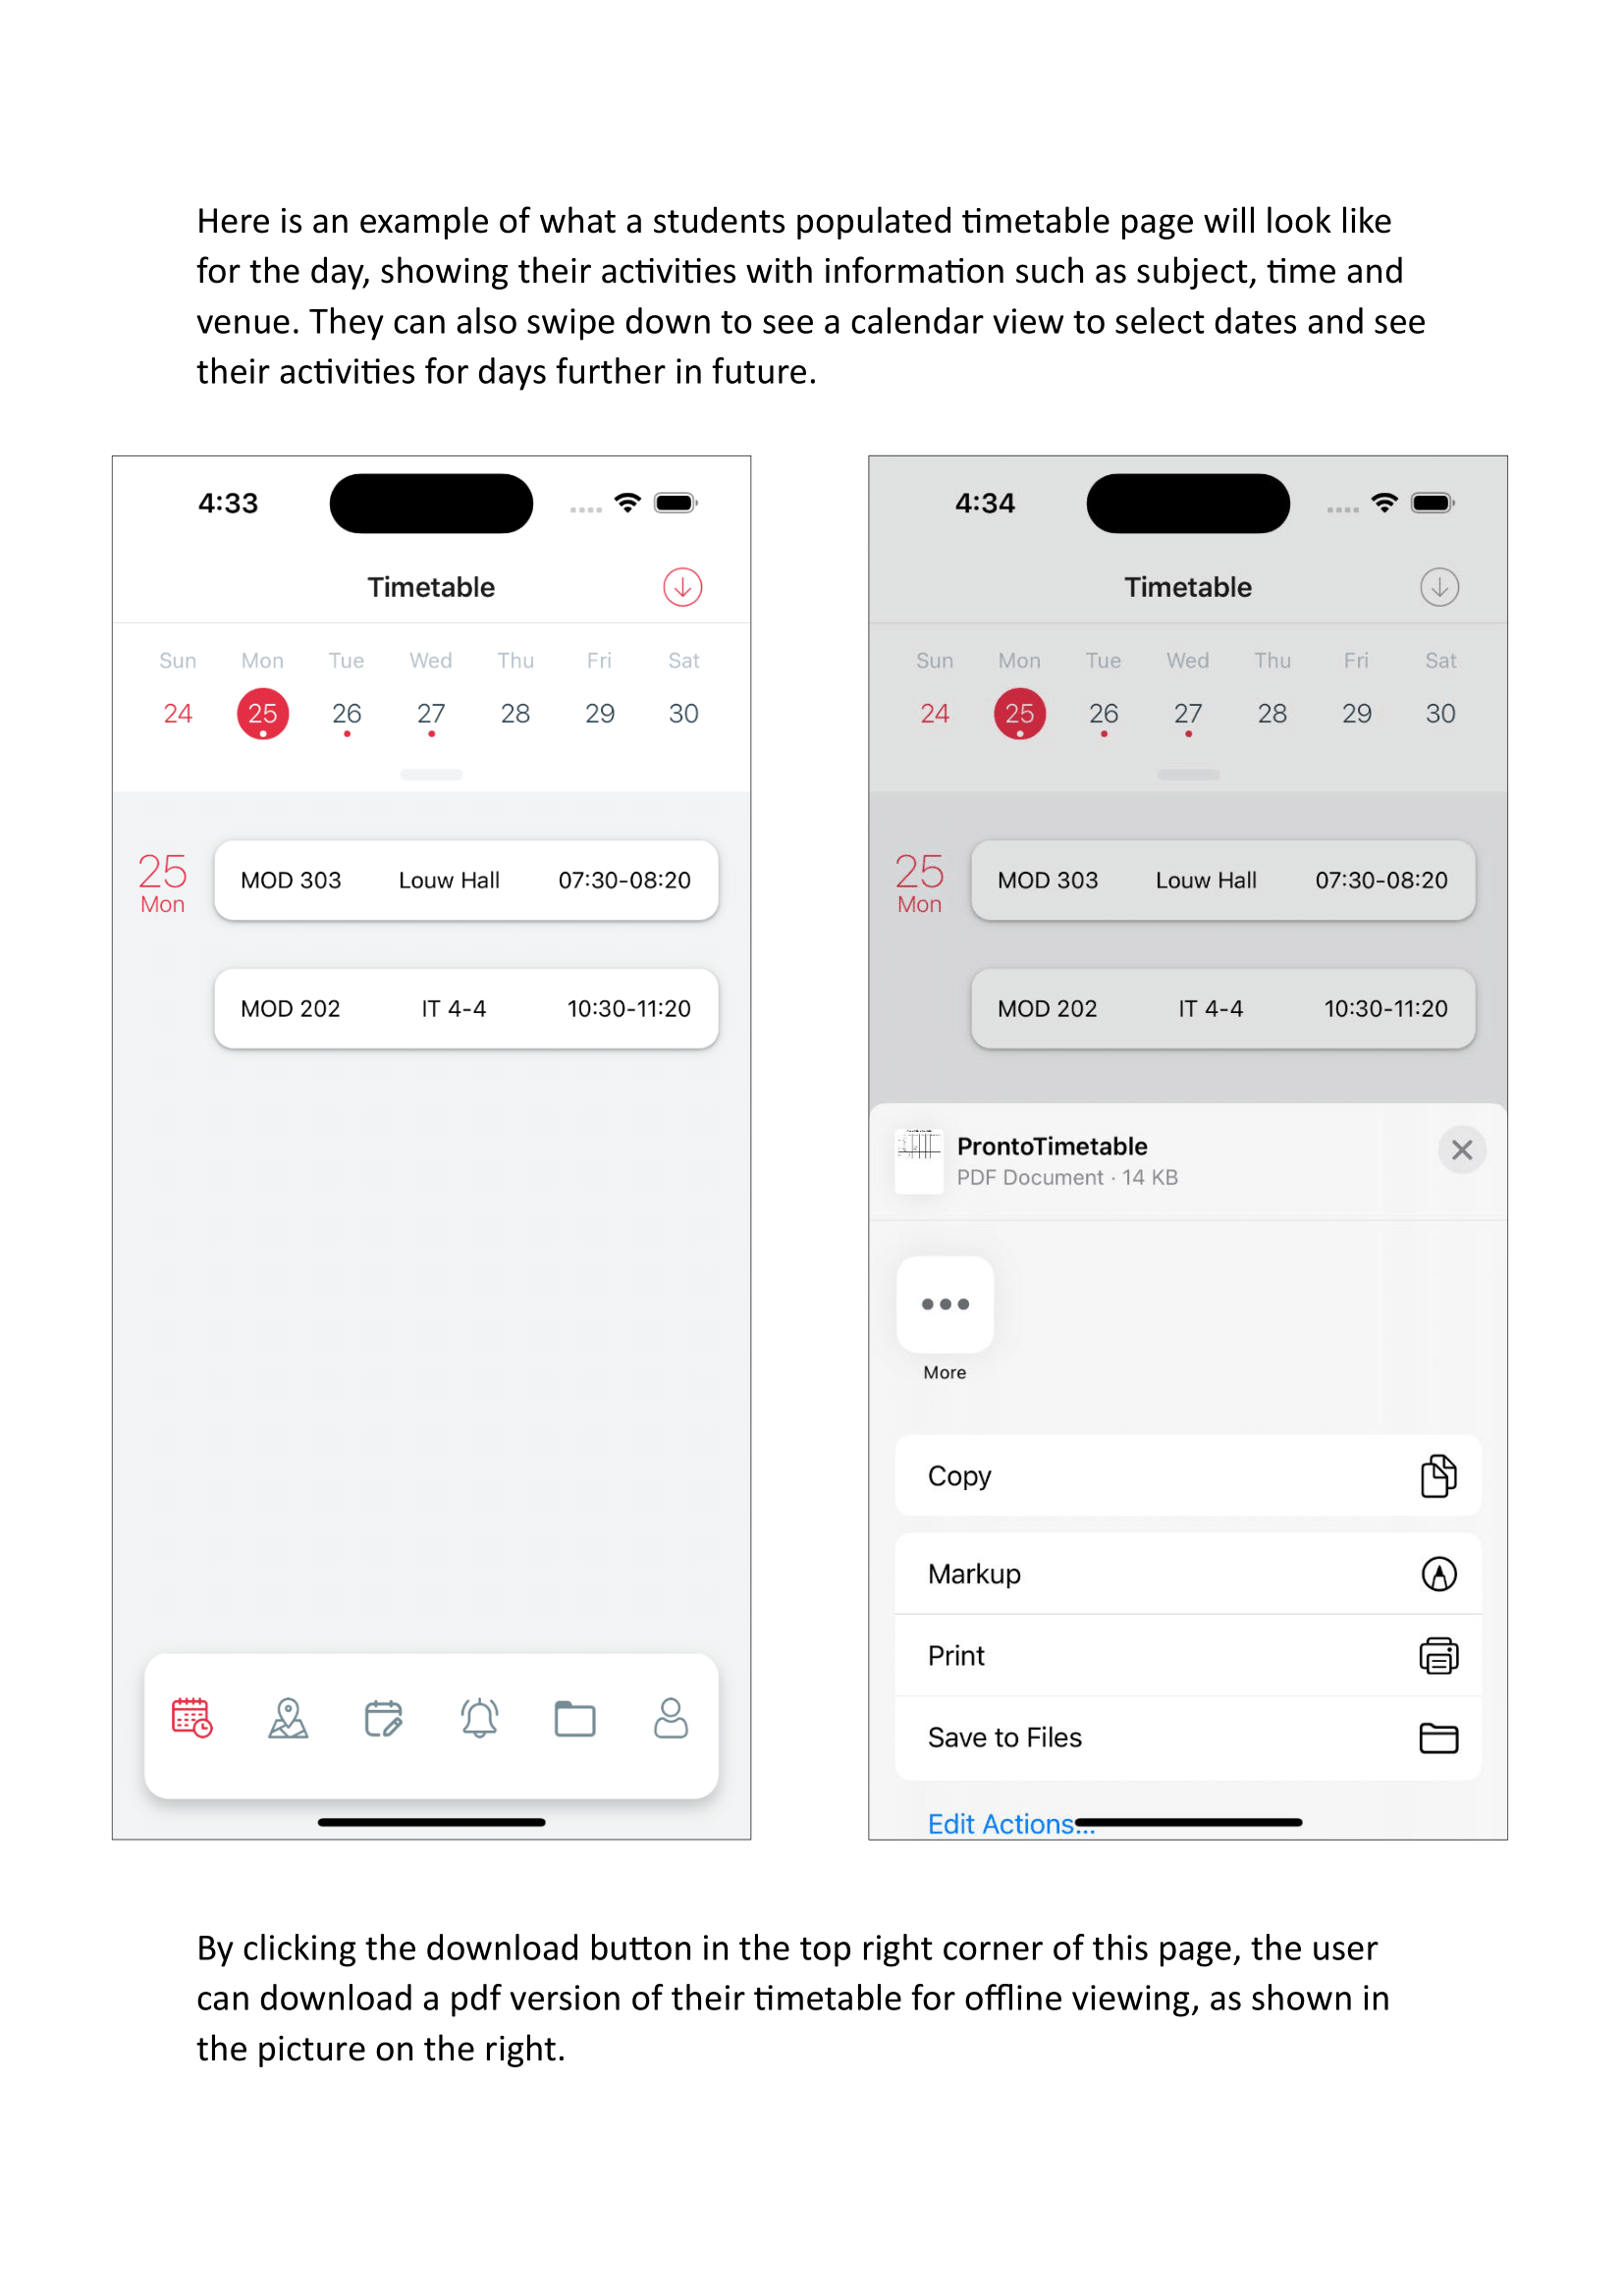 Here is an example of what a students populated timetable page will look like
for the day, showing their activities with information such as subject, time and
venue. They can also swipe down to see a calendar view to select dates and see
their activities for days further in future.
4:33
Timetable
Sun Mon Tue Wed Thu Fri Sat
24 25 26 27 28 29 30
25
Mon
MOD 303 Louw Hall 07:30-08:20
MOD 202 IT 4-4 10:30-11:20
4:34
Timetable
Sun Mon Tue Wed Thu Fri Sat
24 25 26 27 28 29 30
25
Mon
MOD 303 Louw Hall 07:30-08:20
MOD 202 IT 4-4 10:30-11:20
ProntoTimetable
PDF Document · 14 KB
More
Copy
Markup
Print
Save to Files
Edit Actions...
By clicking the download button in the top right corner of this page, the user
can download a pdf version of their timetable for offline viewing, as shown in
the picture on the right.